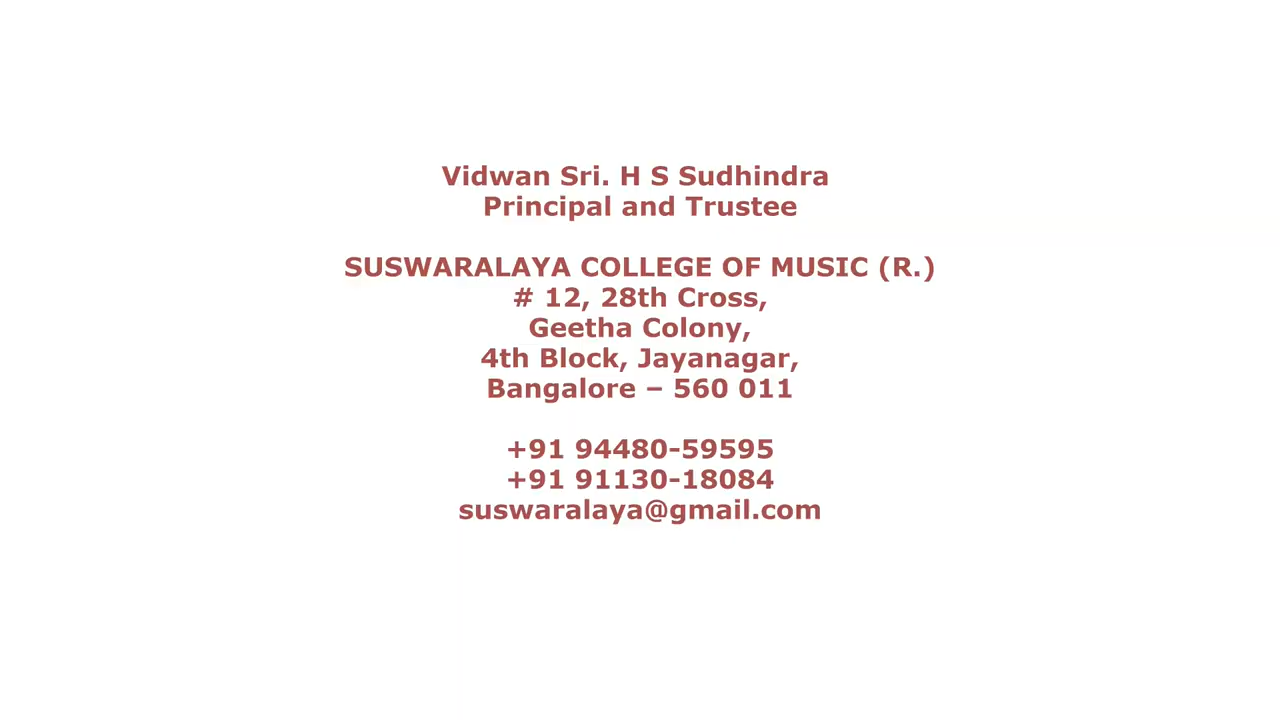 Vidwan Sri. H S Sudhindra
Principal and Trustee
SUSWARALAYA COLLEGE OF MUSIC (R.)
# 12, 28th Cross,
Geetha Colony,
4th Block, Jayanagar,
Bangalore – 560 011
+91 94480-59595
+91 91130-18084
suswaralaya@gmail.com